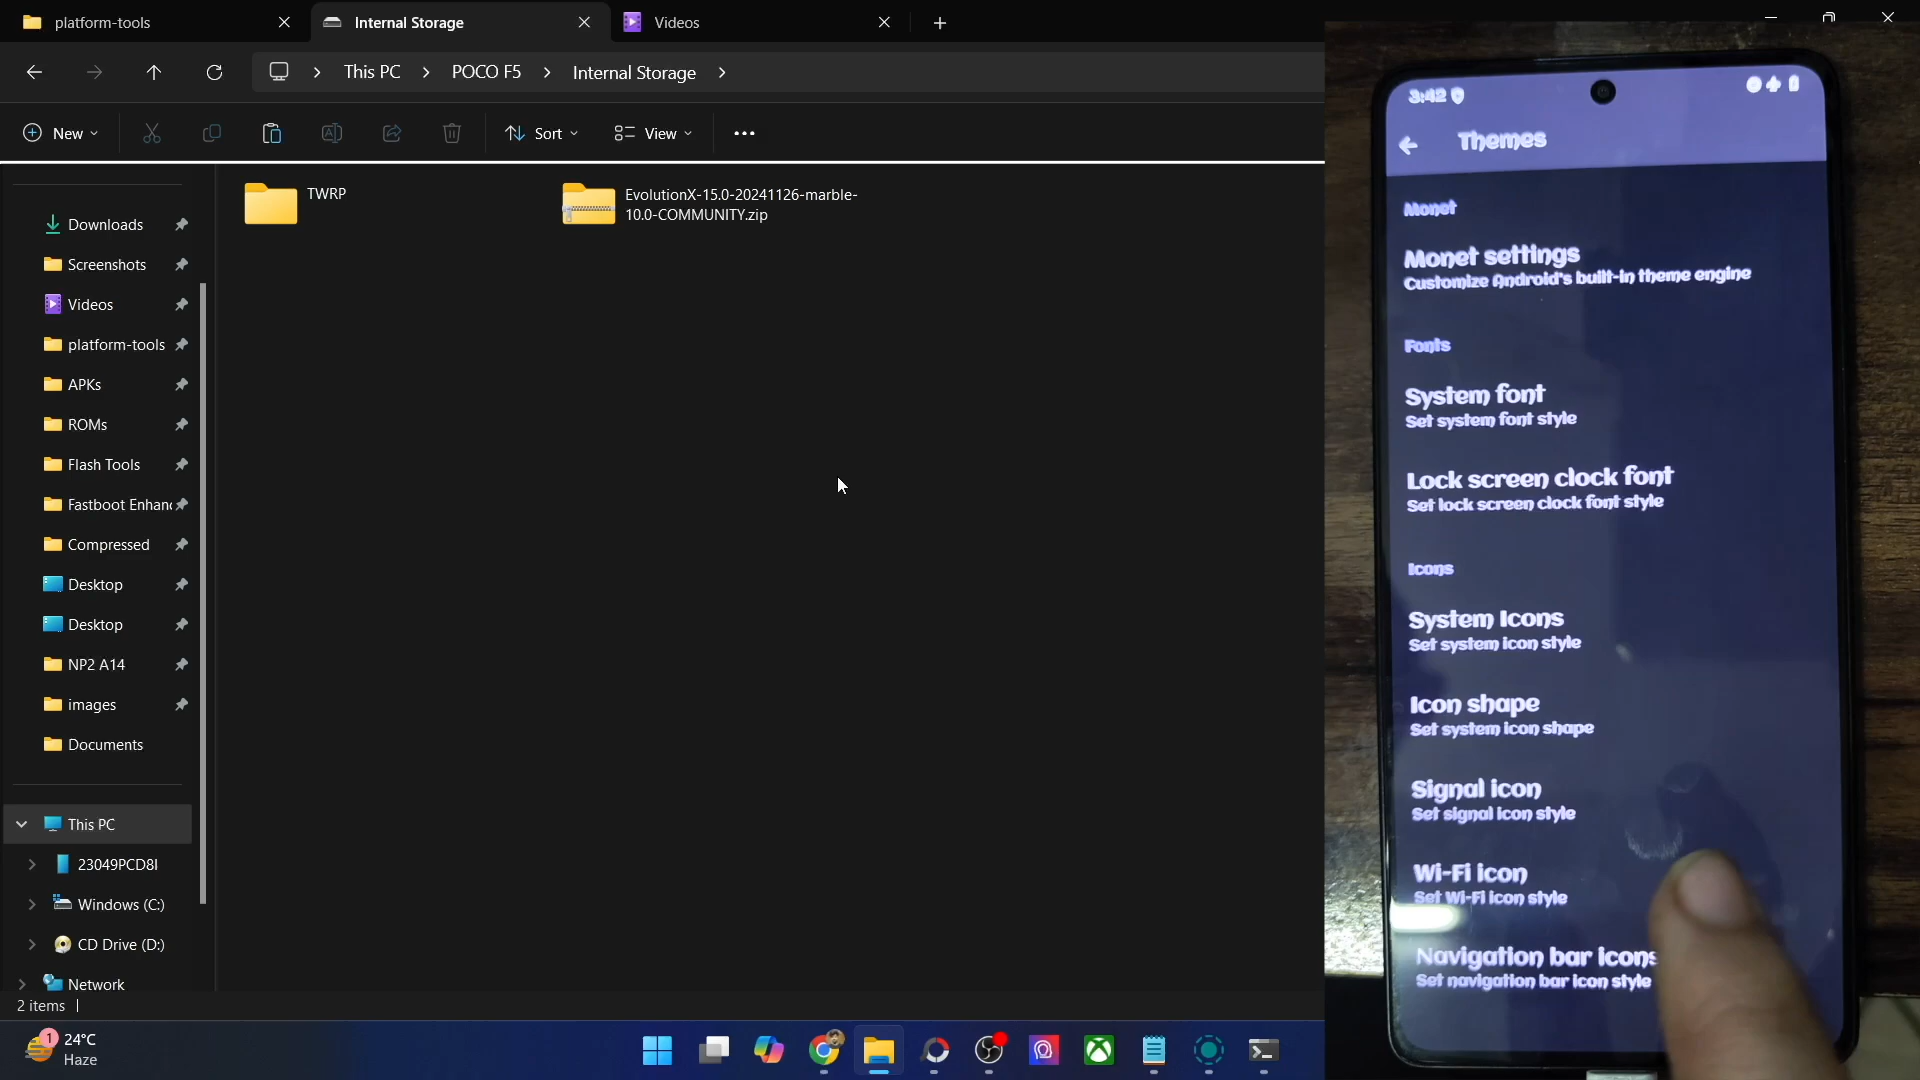 platform-tools
Internal Storage
Videos
This PC
POCO F5
Internal Storage
New
Sort
View
Downloads
Screenshots
Videos
platform-tools
APKs
ROMs
Flash Tools
Fastboot Enhanc
Compressed
Desktop
Desktop
NP2 A14
images
Documents
This PC
23049PCD8I
Windows (C:)
CD Drive (D:)
Network
TWRP
EvolutionX-15.0-20241126-marble-
10.0-COMMUNITY.zip
2 items
1
24°C
Haze
3:42
Themes
Monet
Monet settings
Customize Android's built-in theme engine
Fonts
System font
Set system font style
Lock screen clock font
Set lock screen clock font style
Icons
System Icons
Set system icon style
Icon shape
Set system icon shape
Signal icon
Set signal icon style
Wi-Fi icon
Set Wi-Fi icon style
Navigation bar icons
Set navigation bar icon style